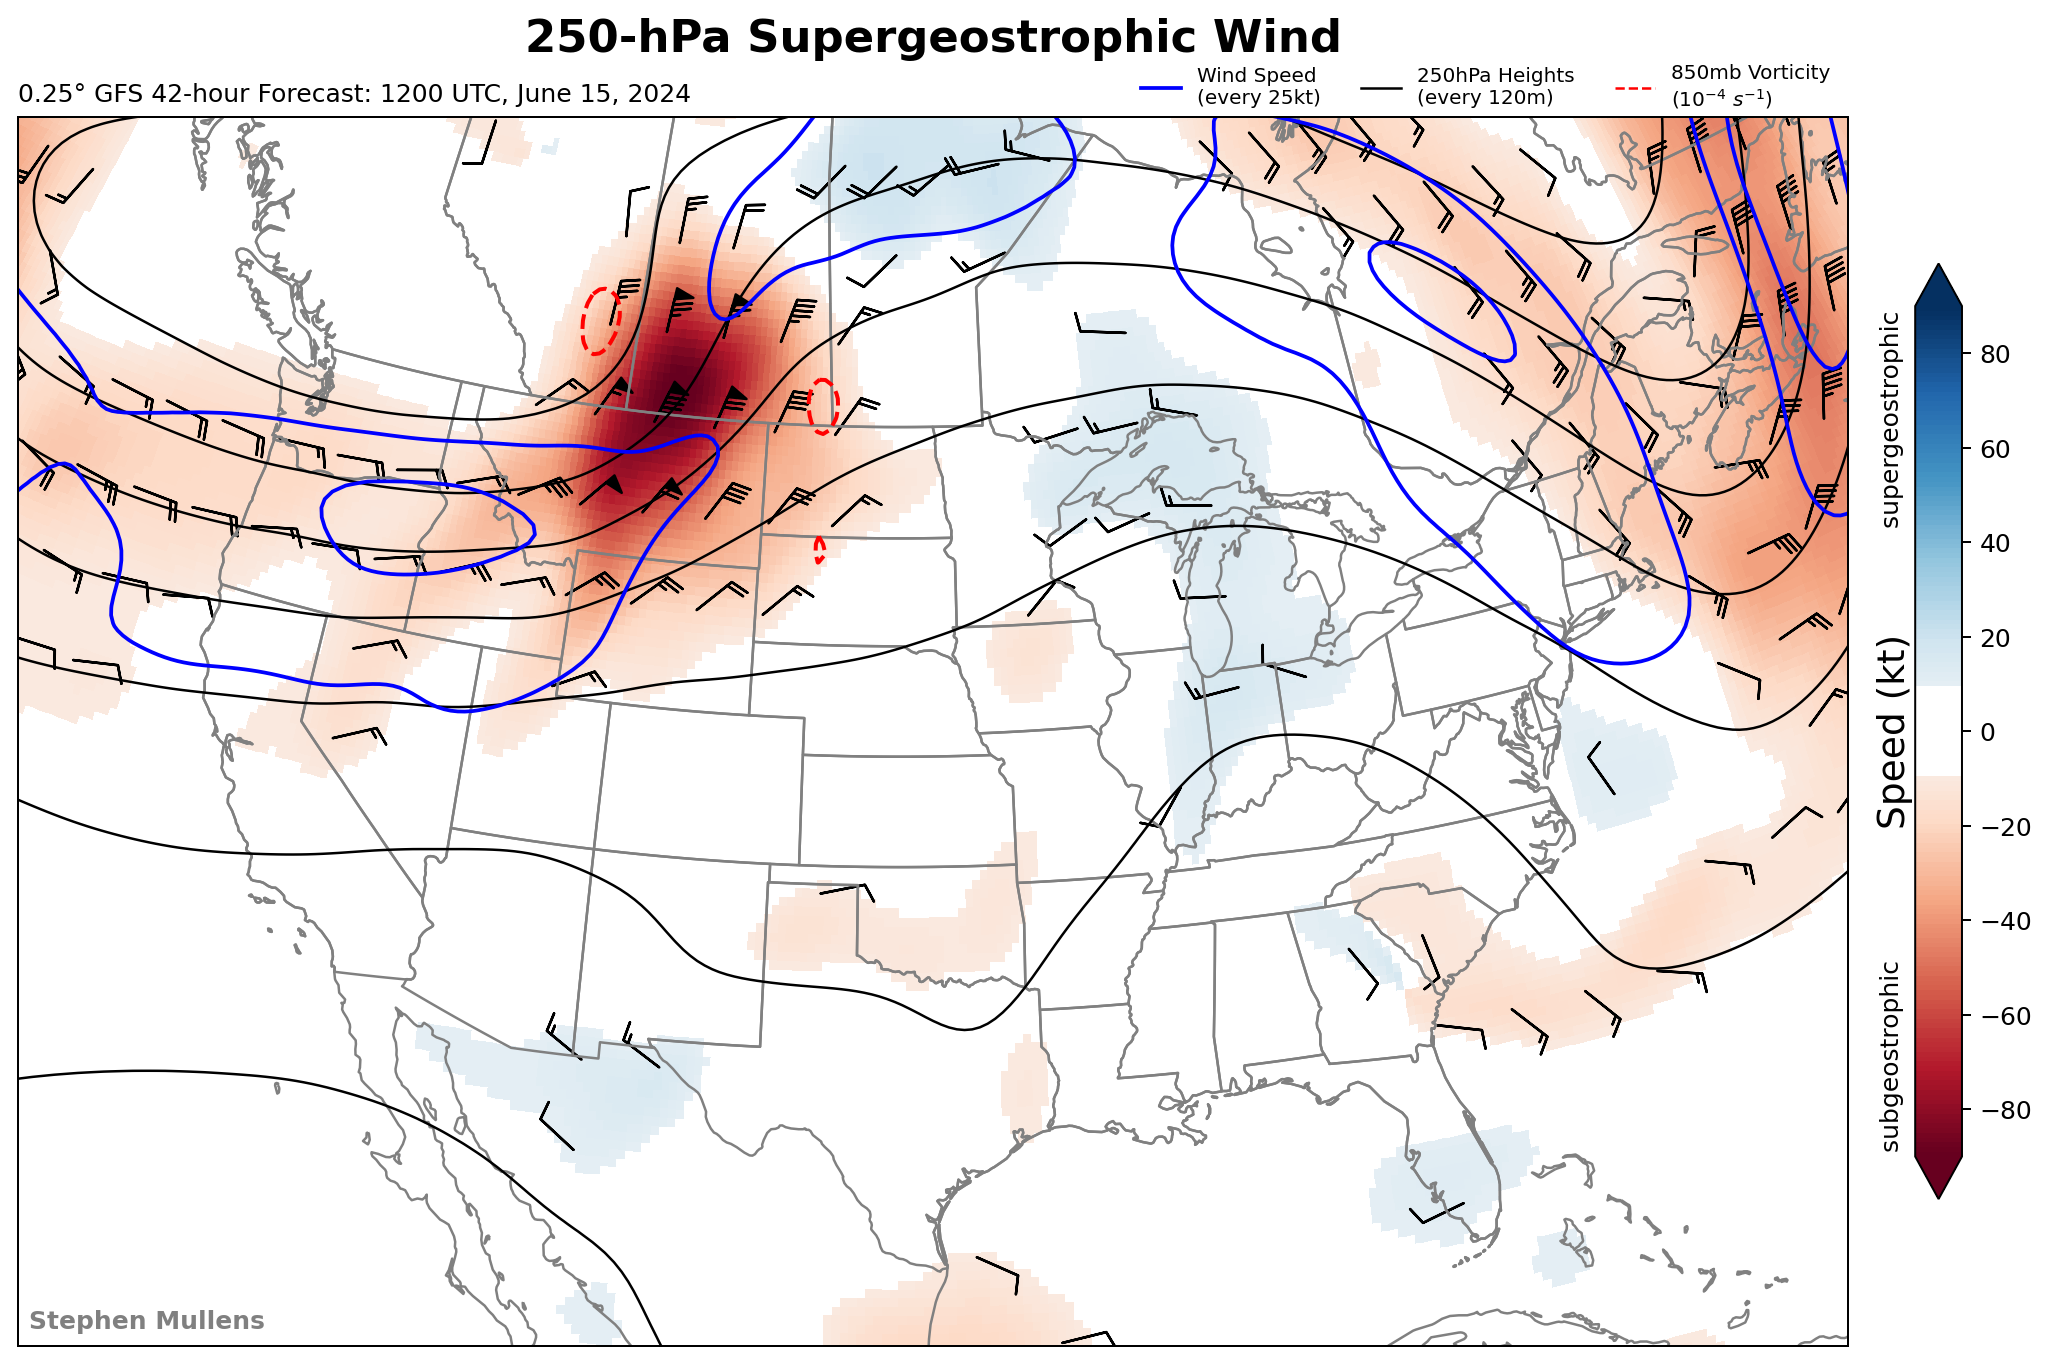 250-hPa Supergeostrophic Wind
0.25° GFS 42-hour Forecast: 1200 UTC, June 15, 2024
Wind Speed
(every 25kt)
250hPa Heights
(every 120m)
850mb Vorticity
(10⁻⁴ s⁻¹)
supergeostrophic
Speed (kt)
subgeostrophic
80
60
40
20
0
−20
−40
−60
−80
Stephen Mullens